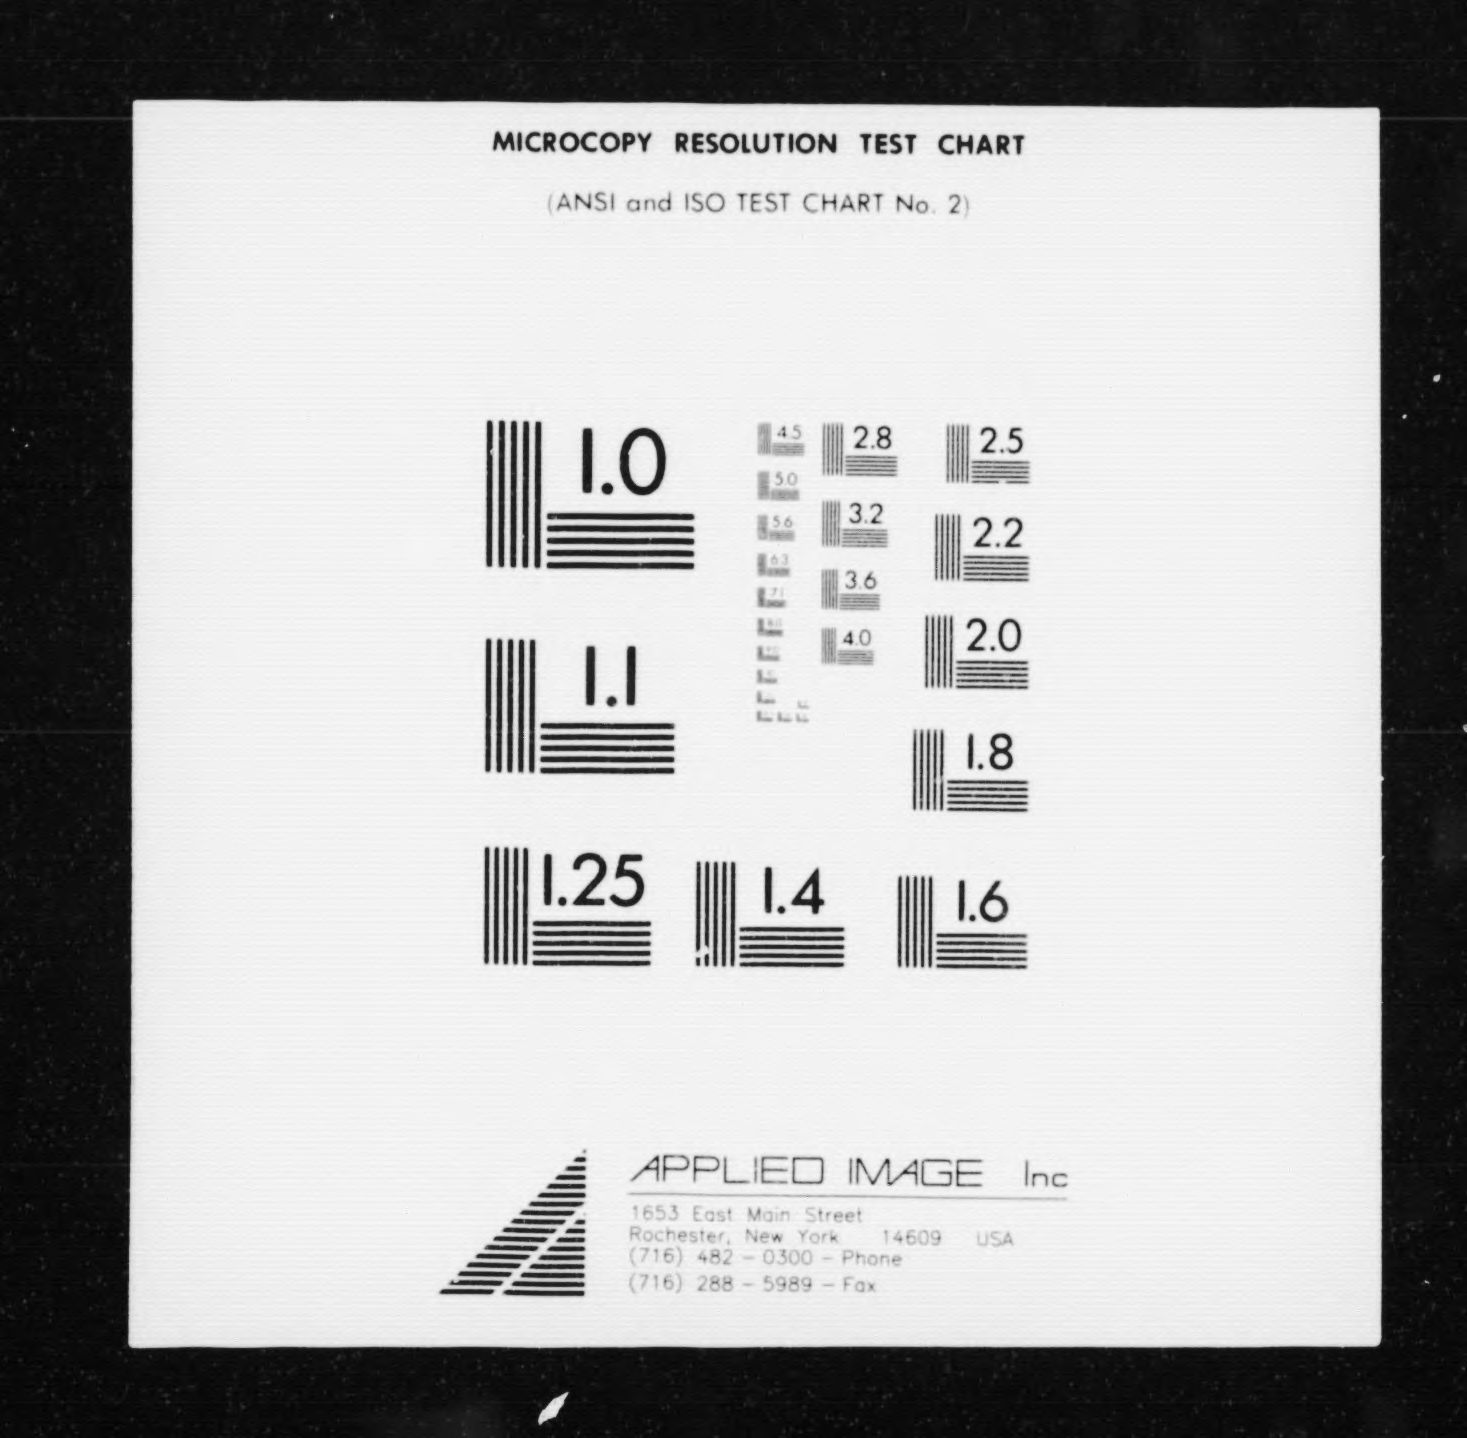 MICROCOPY RESOLUTION TEST CHART
(ANSI and ISO TEST CHART No. 2)
1.0
4.5
2.8
2.5
5.0
3.2
2.2
5.6
6.3
3.6
7.1
2.0
4.0
1.1
1.8
1.25
1.4
1.6
APPLIED IMAGE Inc
1653 East Main Street
Rochester, New York 14609 USA
(716) 482 - 0300 - Phone
(716) 288 - 5989 - Fax